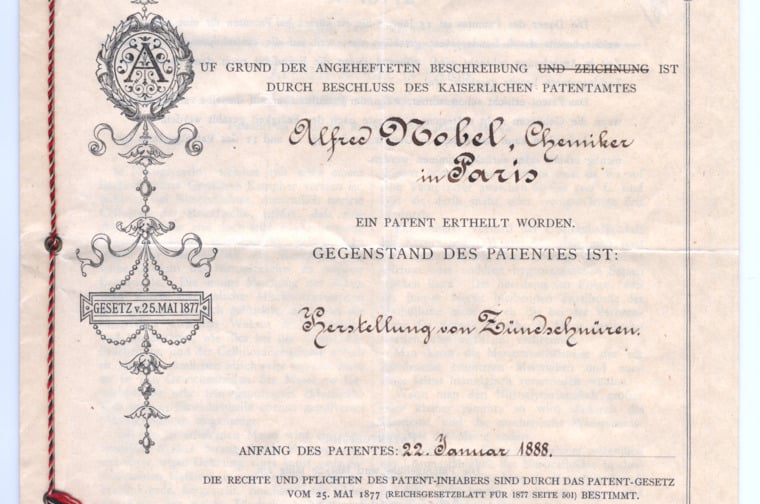 AUF GRUND DER ANGEHEFTETEN BESCHREIBUNG UND ZEICHNUNG IST
DURCH BESCHLUSS DES KAISERLICHEN PATENTAMTES
Alfred Nobel, Chemiker
in Paris
EIN PATENT ERTHEILT WORDEN.
GEGENSTAND DES PATENTES IST:
GESETZ v. 25. MAI 1877
Herstellung von Zündschnüren.
ANFANG DES PATENTES: 22. Januar 1888.
DIE RECHTE UND PFLICHTEN DES PATENT-INHABERS SIND DURCH DAS PATENT-GESETZ
VOM 25. MAI 1877 (REICHSGESETZBLATT FÜR 1877 SEITE 501) BESTIMMT.